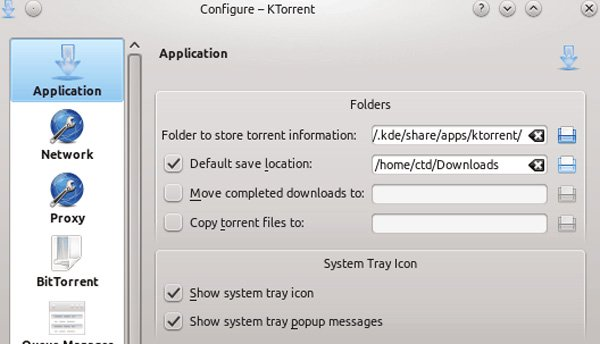 Configure – KTorrent
Application
Application
Network
Proxy
BitTorrent
Queue Manager
Folders
Folder to store torrent information: /.kde/share/apps/ktorrent/
Default save location: /home/ctd/Downloads
Move completed downloads to:
Copy torrent files to:
System Tray Icon
Show system tray icon
Show system tray popup messages